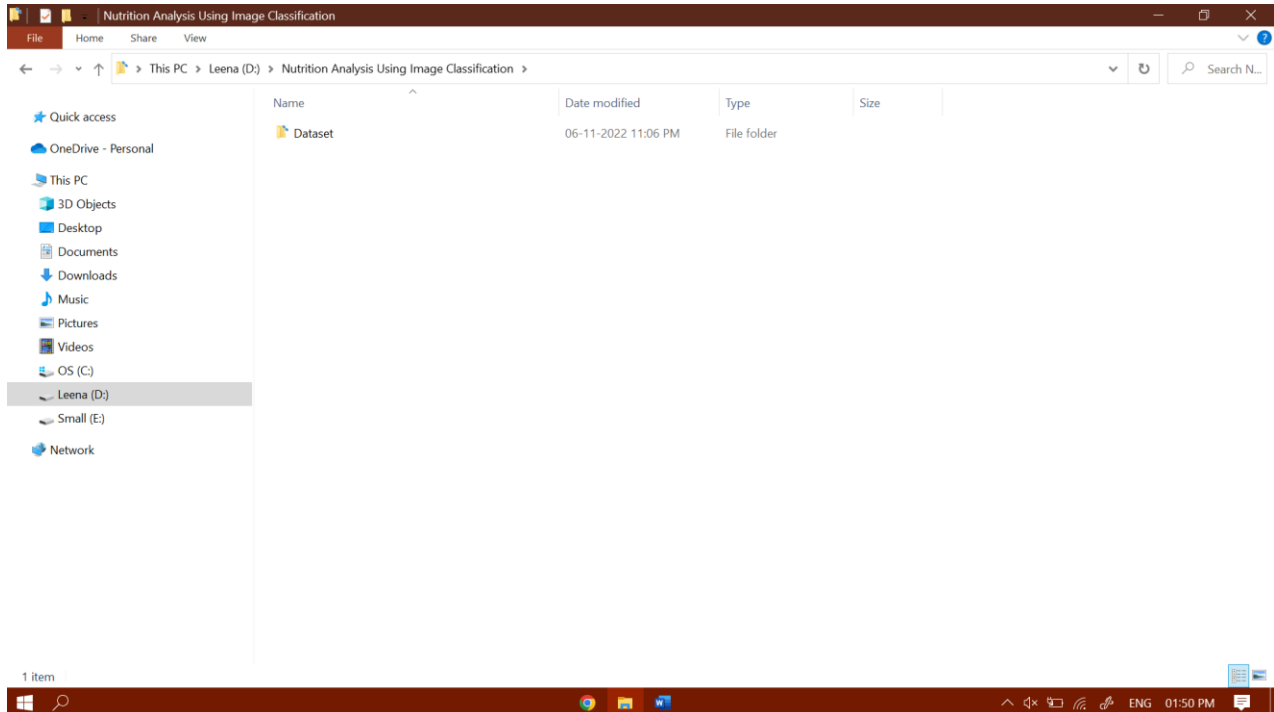 Nutrition Analysis Using Image Classification
File Home Share View
This PC > Leena (D:) > Nutrition Analysis Using Image Classification >
Search N...
Name Date modified Type Size
Quick access
Dataset 06-11-2022 11:06 PM File folder
OneDrive - Personal
This PC
3D Objects
Desktop
Documents
Downloads
Music
Pictures
Videos
OS (C:)
Leena (D:)
Small (E:)
Network
1 item
ENG 01:50 PM